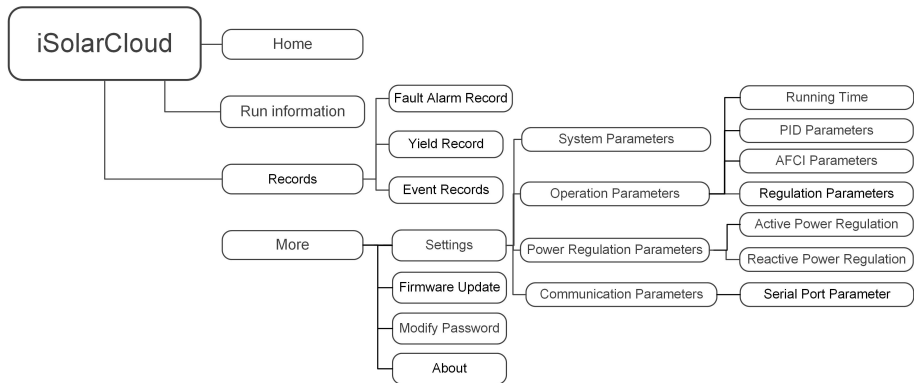 iSolarCloud
Home
Run information
Records
Fault Alarm Record
Yield Record
Event Records
More
Settings
Firmware Update
Modify Password
About
System Parameters
Operation Parameters
Power Regulation Parameters
Communication Parameters
Running Time
PID Parameters
AFCI Parameters
Regulation Parameters
Active Power Regulation
Reactive Power Regulation
Serial Port Parameter